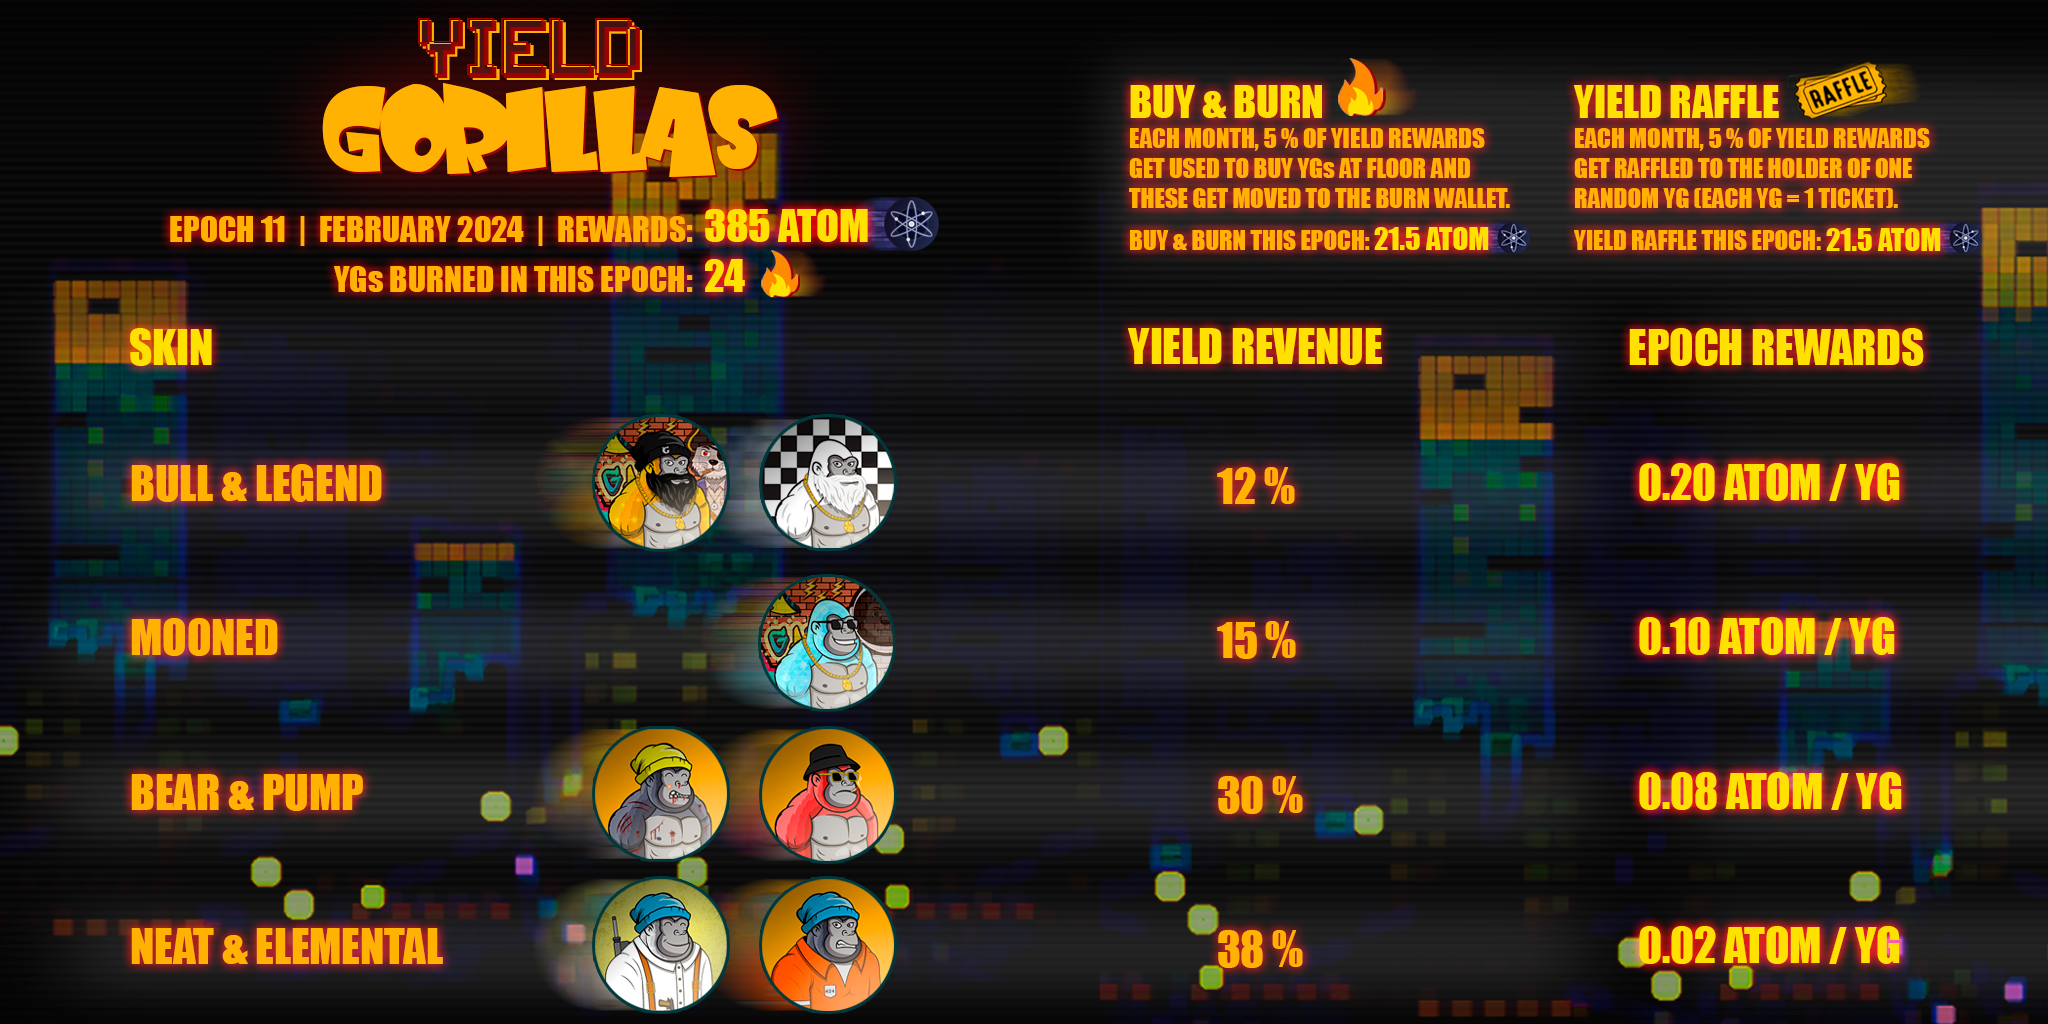 YIELD
GORILLAS
EPOCH 11 | FEBRUARY 2024 | REWARDS: 385 ATOM
YGs BURNED IN THIS EPOCH: 24
BUY & BURN
EACH MONTH, 5 % OF YIELD REWARDS
GET USED TO BUY YGs AT FLOOR AND
THESE GET MOVED TO THE BURN WALLET.
BUY & BURN THIS EPOCH: 21.5 ATOM
YIELD RAFFLE
RAFFLE
EACH MONTH, 5 % OF YIELD REWARDS
GET RAFFLED TO THE HOLDER OF ONE
RANDOM YG (EACH YG = 1 TICKET).
YIELD RAFFLE THIS EPOCH: 21.5 ATOM
SKIN
YIELD REVENUE
EPOCH REWARDS
BULL & LEGEND
12 %
0.20 ATOM / YG
MOONED
15 %
0.10 ATOM / YG
BEAR & PUMP
30 %
0.08 ATOM / YG
NEAT & ELEMENTAL
38 %
0.02 ATOM / YG